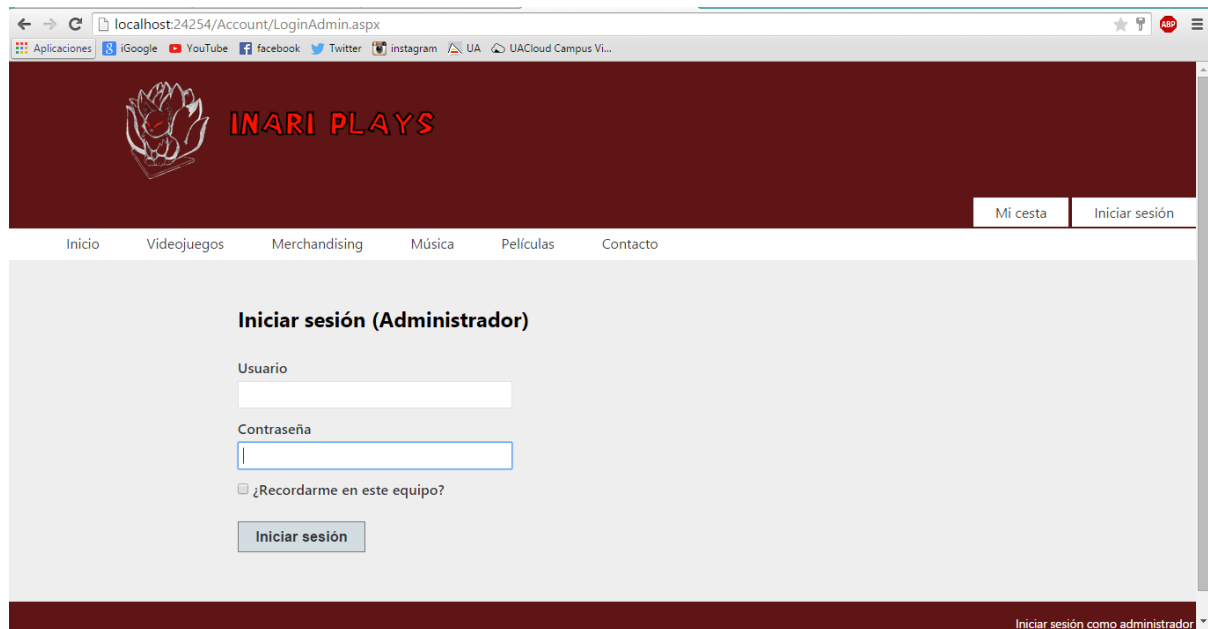 localhost:24254/Account/LoginAdmin.aspx
ABP
Aplicaciones 8 iGoogle YouTube f facebook Twitter instagram UA UACloud Campus Vi...
INARI PLAYS
Mi cesta Iniciar sesión
Inicio Videojuegos Merchandising Música Películas Contacto
Iniciar sesión (Administrador)
Usuario
Contraseña
¿Recordarme en este equipo?
Iniciar sesión
Iniciar sesión como administrador